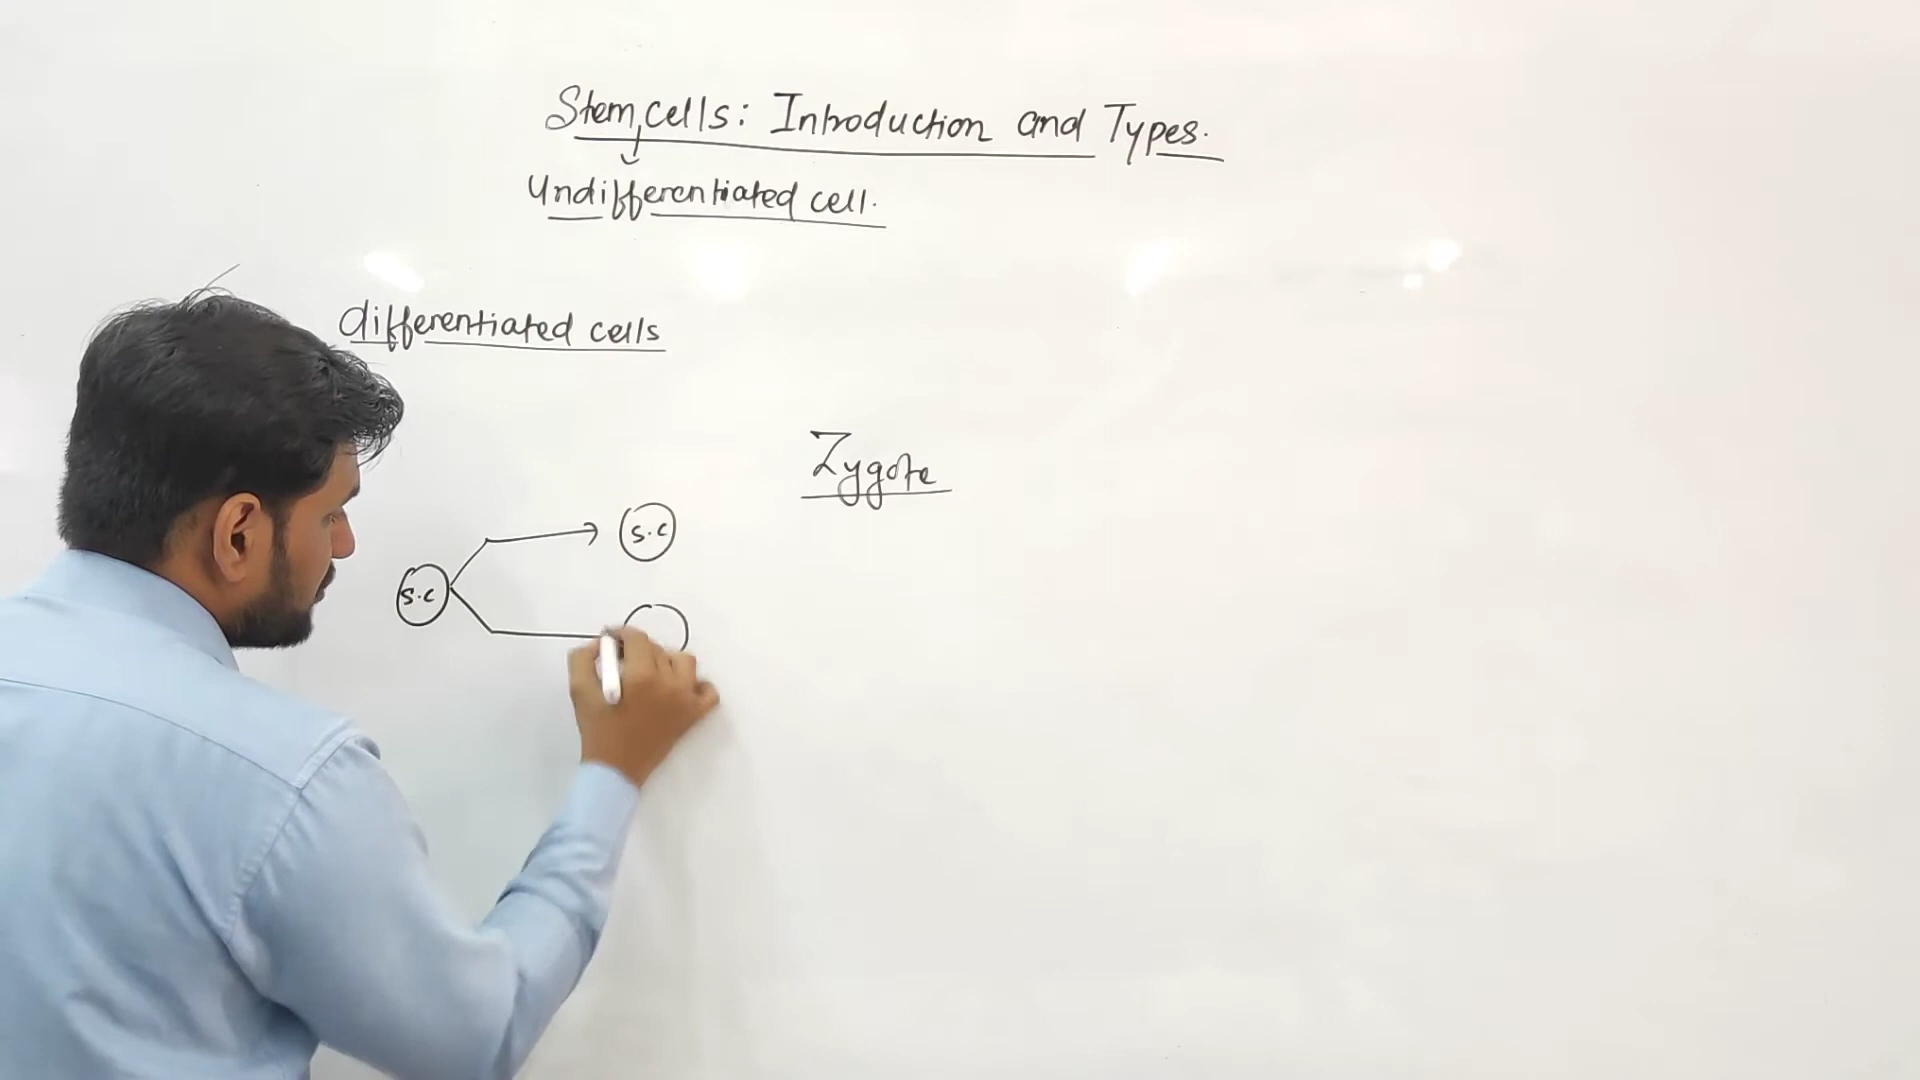 Stem cells: Introduction and Types.
Undifferentiated cell.
differentiated cells
Zygote
S.C
S.C